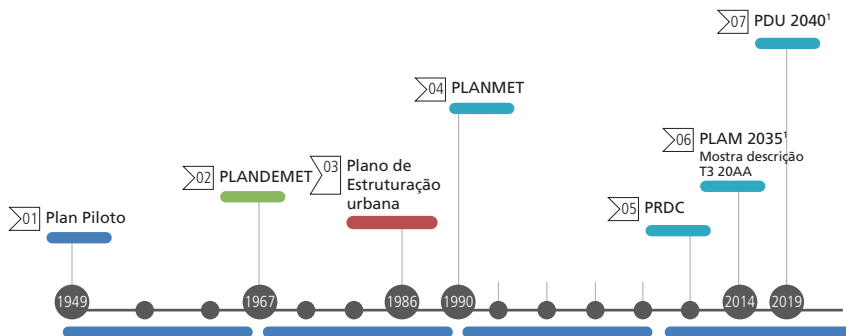 07 PDU 2040¹
04 PLANMET
06 PLAM 2035¹
Mostra descrição
T3 20AA
03 Plano de
Estruturação
urbana
02 PLANDEMET
05 PRDC
01 Plan Piloto
1949 1967 1986 1990 2014 2019